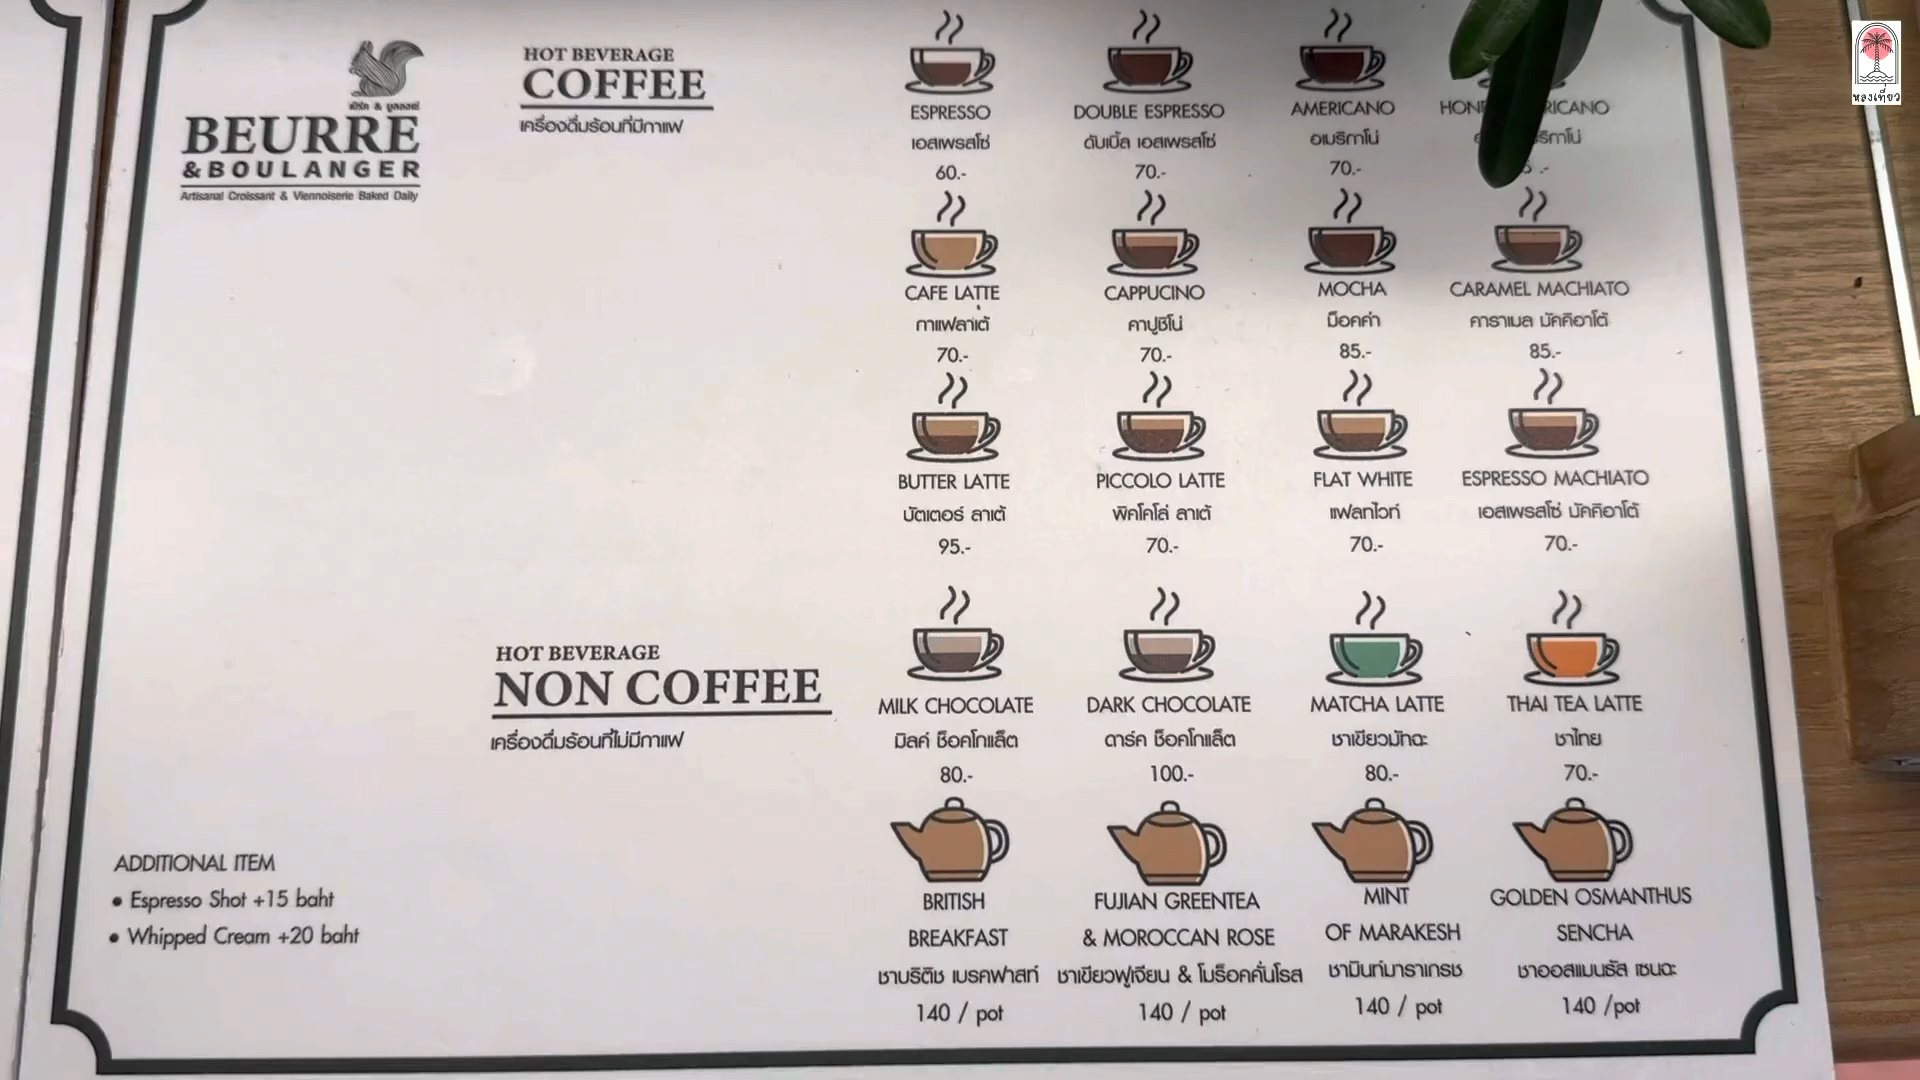 เบิร์ก & บูลองเช่
BEURRE
& BOULANGER
Artisanal Croissant & Viennoiserie Baked Daily
HOT BEVERAGE
COFFEE
เครื่องดื่มร้อนที่มีกาแฟ
ESPRESSO
เอสเพรสโซ่
60.-
DOUBLE ESPRESSO
ดับเบิ้ล เอสเพรสโซ่
70.-
AMERICANO
อเมริกาโน่
70.-
CAFE LATTE
กาแฟลาเต้
70.-
CAPPUCINO
คาปูชิโน่
70.-
MOCHA
ม็อคค่า
85.-
CARAMEL MACHIATO
คาราเมล มัคคิอาโต้
85.-
BUTTER LATTE
บัตเตอร์ ลาเต้
95.-
PICCOLO LATTE
พิคโคโล่ ลาเต้
70.-
FLAT WHITE
แฟลทไวท์
70.-
ESPRESSO MACHIATO
เอสเพรสโซ่ มัคคิอาโต้
70.-
HOT BEVERAGE
NON COFFEE
เครื่องดื่มร้อนที่ไม่มีกาแฟ
MILK CHOCOLATE
มิลค์ ช็อคโกแล็ต
80.-
DARK CHOCOLATE
ดาร์ค ช็อคโกแล็ต
100.-
MATCHA LATTE
ชาเขียวมัทฉะ
80.-
THAI TEA LATTE
ชาไทย
70.-
BRITISH
BREAKFAST
ชาบริติช เบรคฟาสท์
140 / pot
FUJIAN GREENTEA
& MOROCCAN ROSE
ชาเขียวฟูเจียน & โมร็อคคั่นโรส
140 / pot
MINT
OF MARAKESH
ชามินท์มาราเกรช
140 / pot
GOLDEN OSMANTHUS
SENCHA
ชาออสแมนธัส เซนฉะ
140 /pot
ADDITIONAL ITEM
• Espresso Shot +15 baht
• Whipped Cream +20 baht
หลงเที่ยว